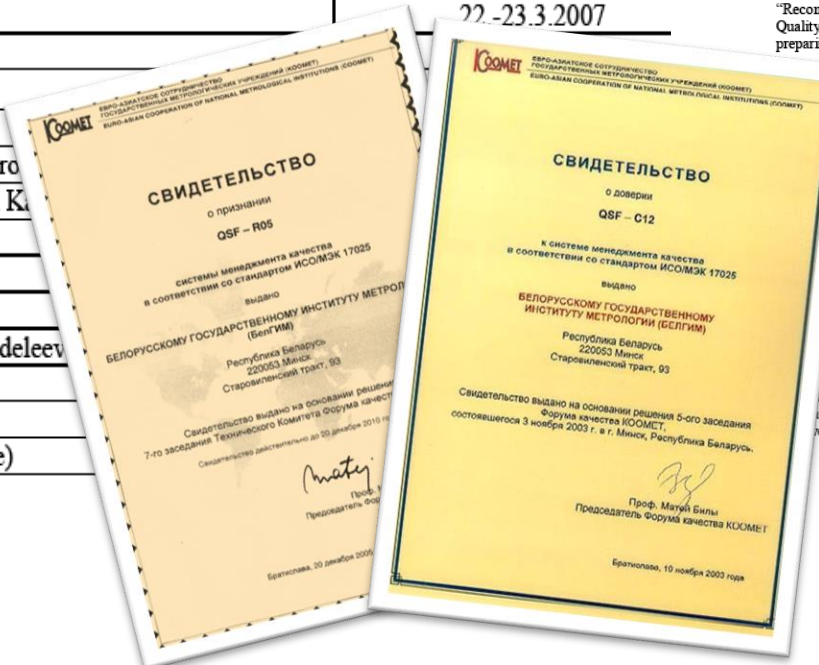 22.-23.3.2007
"Recon
Quality
prepari
ro
K
deleev
e)
КООМЕТ
ЕВРО-АЗИАТСКОЕ СОТРУДНИЧЕСТВО
ГОСУДАРСТВЕННЫХ МЕТРОЛОГИЧЕСКИХ УЧРЕЖДЕНИЙ (КООМЕТ)
EURO-ASIAN COOPERATION OF NATIONAL METROLOGICAL INSTITUTIONS (COOMET)
СВИДЕТЕЛЬСТВО
о признании
QSF – R05
системы менеджмента качества
в соответствии со стандартом ИСО/МЭК 17025
выдано
БЕЛОРУССКОМУ ГОСУДАРСТВЕННОМУ ИНСТИТУТУ МЕТРОЛ
(БелГИМ)
Республика Беларусь
220053 Минск
Старовиленский тракт, 93
Свидетельство выдано на основании решени
7-го заседания Технического Комитета Форума качест
Свидетельство действительно до 20 декабря 2010 го
Проф.
Председатель Фор
Братислава, 20 декабря 2005
COOMET
ЕВРО-АЗИАТСКОЕ СОТРУДНИЧЕСТВО
ГОСУДАРСТВЕННЫХ МЕТРОЛОГИЧЕСКИХ УЧРЕЖДЕНИЙ (КООМЕТ)
EURO-ASIAN COOPERATION OF NATIONAL METROLOGICAL INSTITUTIONS (COOMET)
СВИДЕТЕЛЬСТВО
о доверии
QSF – C12
к системе менеджмента качества
в соответствии со стандартом ИСО/МЭК 17025
выдано
БЕЛОРУССКОМУ ГОСУДАРСТВЕННОМУ
ИНСТИТУТУ МЕТРОЛОГИИ (БЕЛГИМ)
Республика Беларусь
220053 Минск
Старовиленский тракт, 93
Свидетельство выдано на основании решения 5-ого заседания
Форума качества КООМЕТ,
состоявшегося 3 ноября 2003 г. в г. Минск, Республика Беларусь.
Проф. Матей Билы
Председатель Форума качества КООМЕТ
Братислава, 10 ноября 2003 года